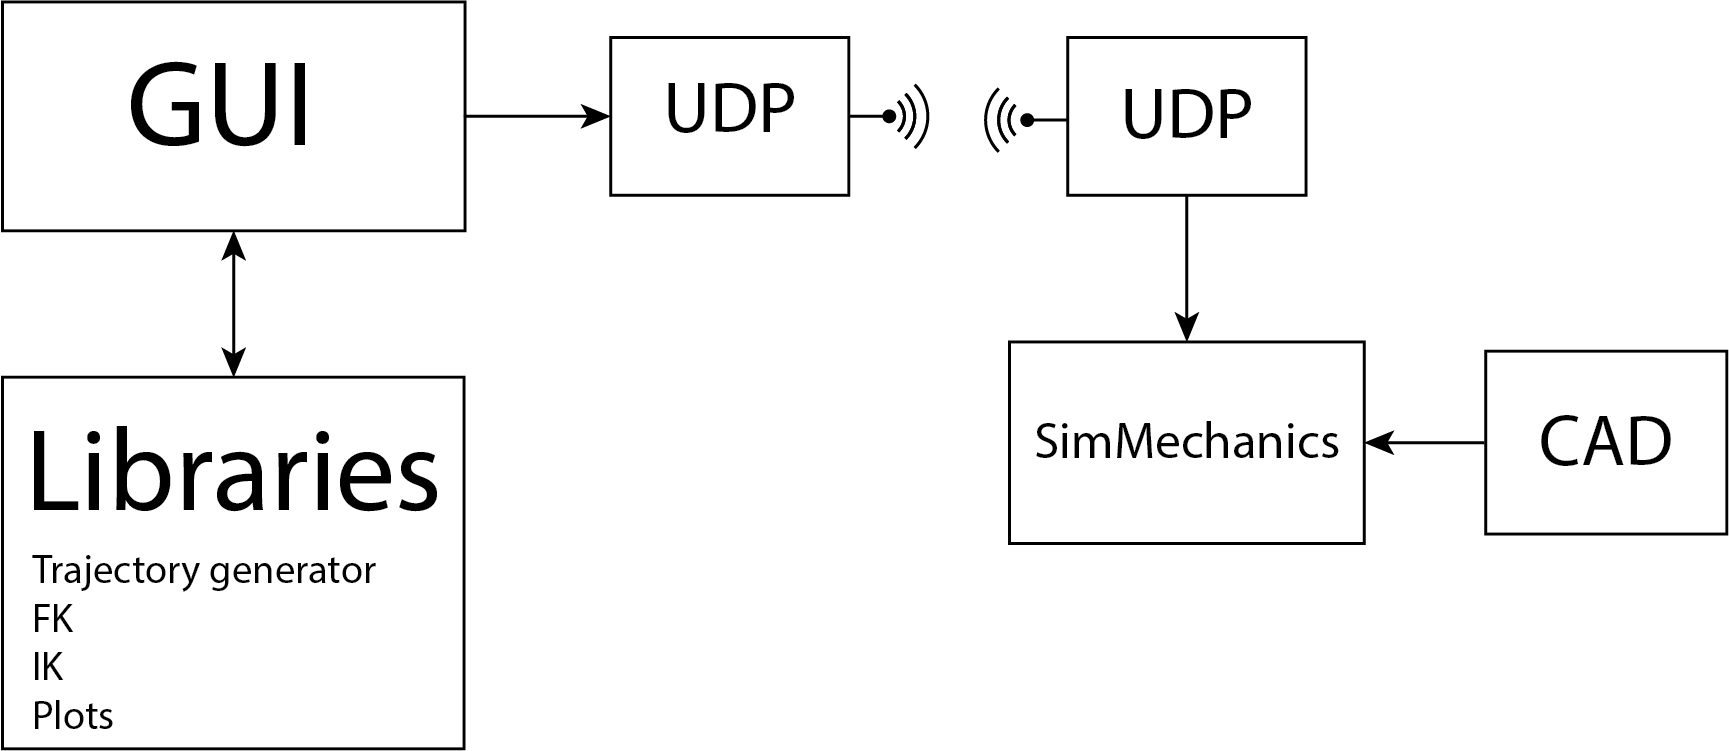 GUI
UDP
UDP
Libraries
Trajectory generator
FK
IK
Plots
SimMechanics
CAD